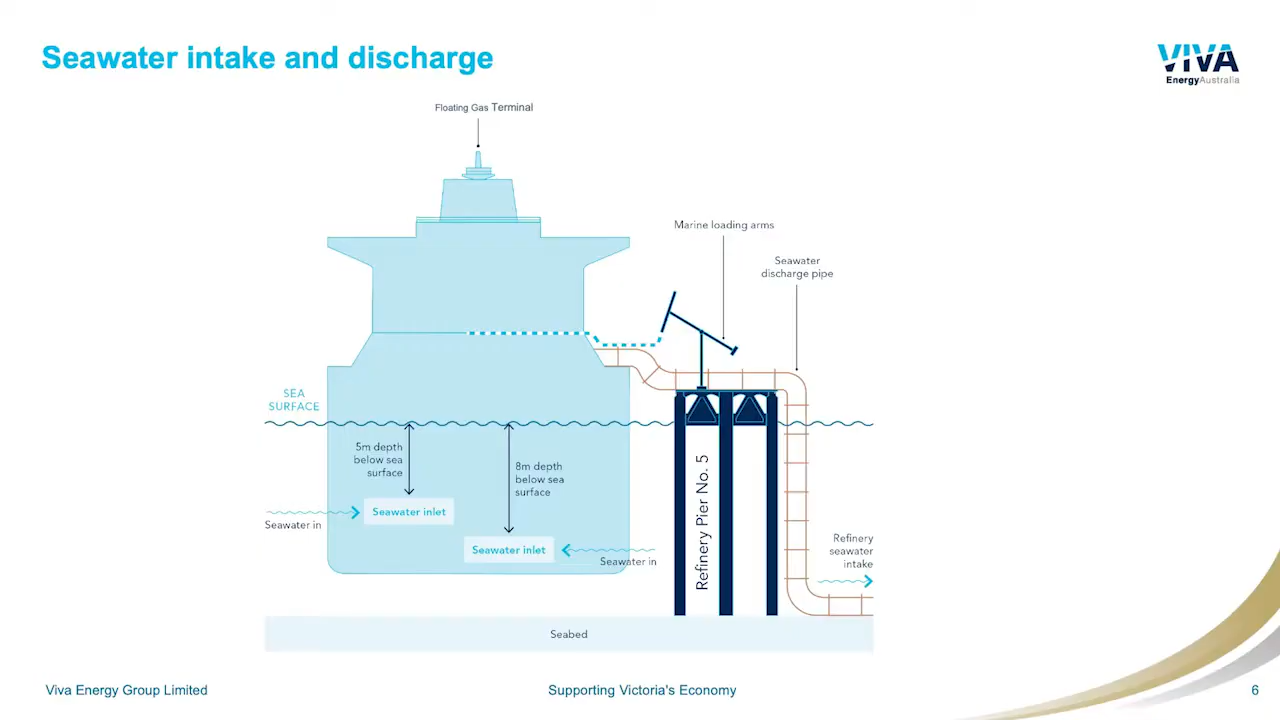 Seawater intake and discharge
VIVA
EnergyAustralia
Floating Gas Terminal
Marine loading arms
Seawater
discharge pipe
SEA
SURFACE
5m depth
below sea
surface
8m depth
below sea
surface
Seawater inlet
Seawater in
Seawater inlet
Seawater in
Refinery Pier No. 5
Refinery
seawater
intake
Seabed
Viva Energy Group Limited
Supporting Victoria's Economy
6